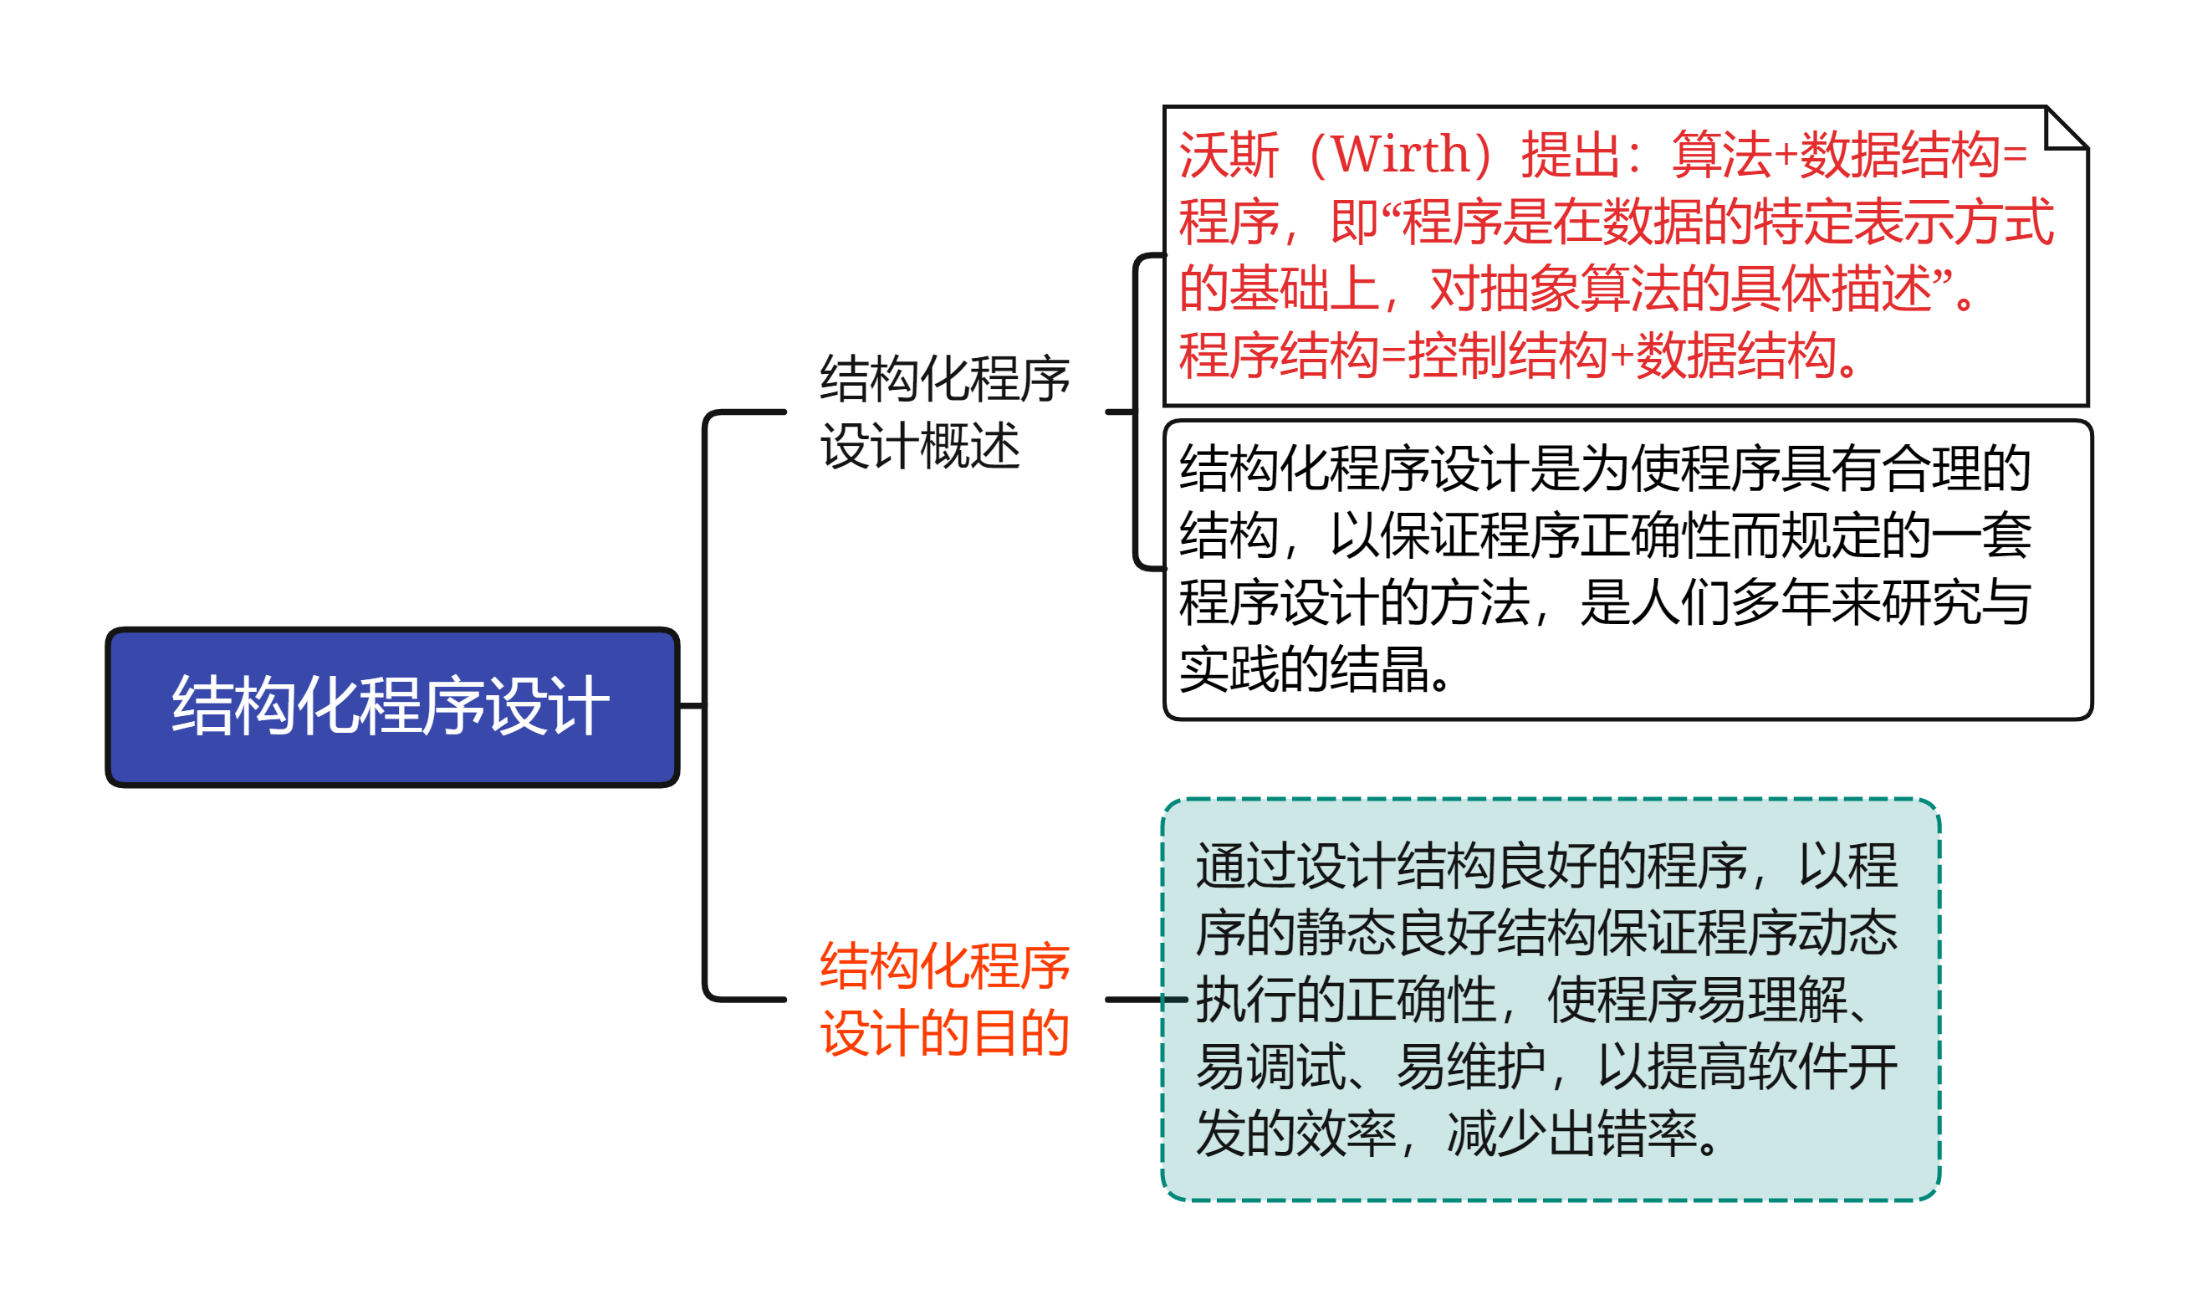 结构化程序设计
结构化程序
设计概述
沃斯（Wirth）提出：算法+数据结构=
程序，即“程序是在数据的特定表示方式
的基础上，对抽象算法的具体描述”。
程序结构=控制结构+数据结构。
结构化程序设计是为使程序具有合理的
结构，以保证程序正确性而规定的一套
程序设计的方法，是人们多年来研究与
实践的结晶。
结构化程序
设计的目的
通过设计结构良好的程序，以程
序的静态良好结构保证程序动态
执行的正确性，使程序易理解、
易调试、易维护，以提高软件开
发的效率，减少出错率。